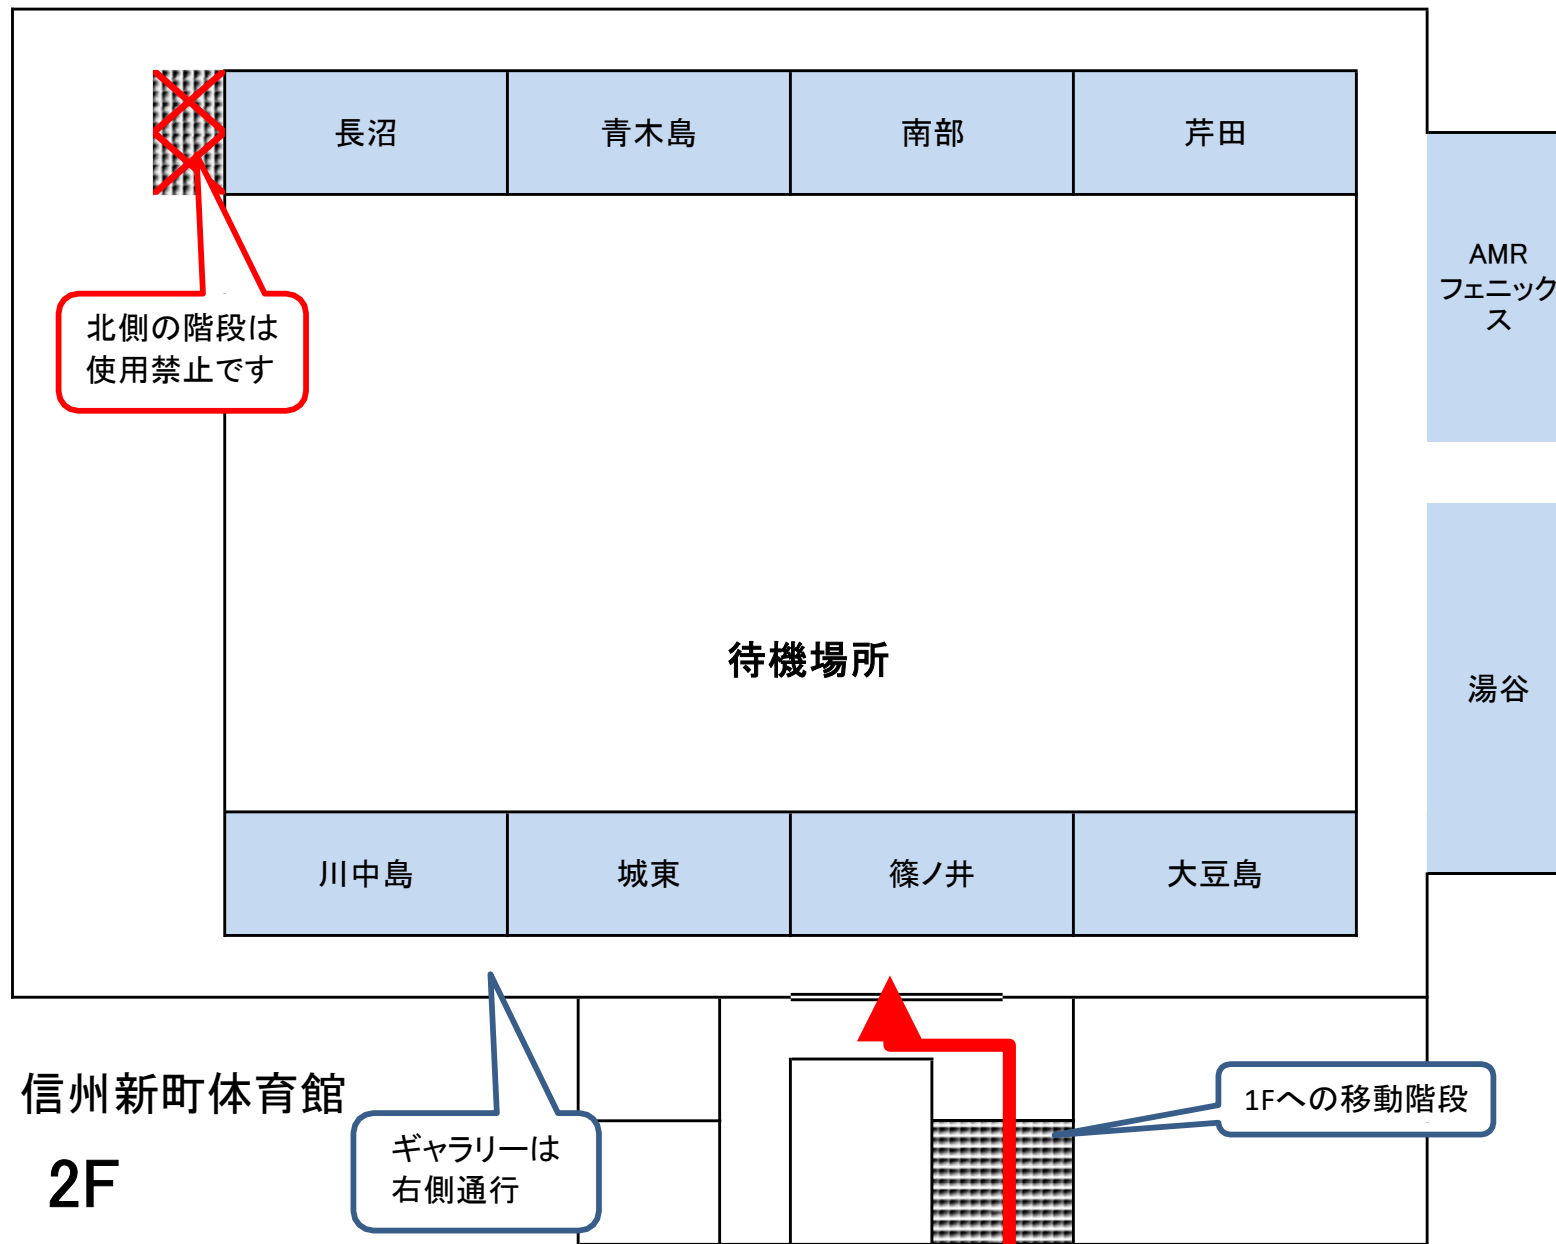 長沼
青木島
南部
芹田
AMR
フェニック
ス
北側の階段は
使用禁止です
待機場所
湯谷
川中島
城東
篠ノ井
大豆島
信州新町体育館
2F
ギャラリーは
右側通行
1Fへの移動階段